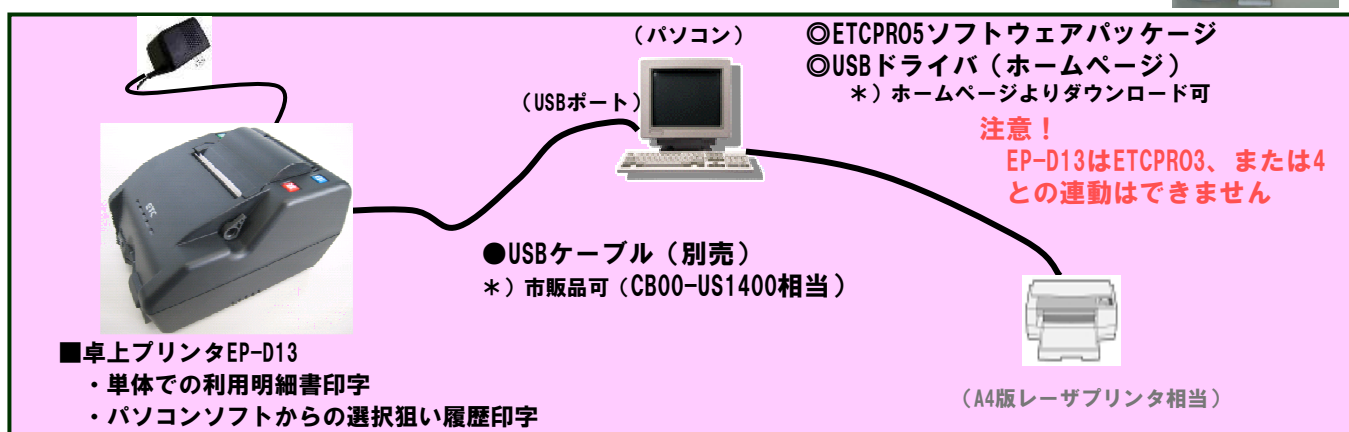 （パソコン）
◎ETCPRO5ソフトウェアパッケージ
◎USBドライバ（ホームページ）
＊）ホームページよりダウンロード可
（USBポート）
注意！
EP-D13はETCPRO3、または4
との連動はできません
ETC
●USBケーブル（別売）
＊）市販品可（CB00-US1400相当）
■卓上プリンタEP-D13
・単体での利用明細書印字
・パソコンソフトからの選択狙い履歴印字
（A4版レーザプリンタ相当）